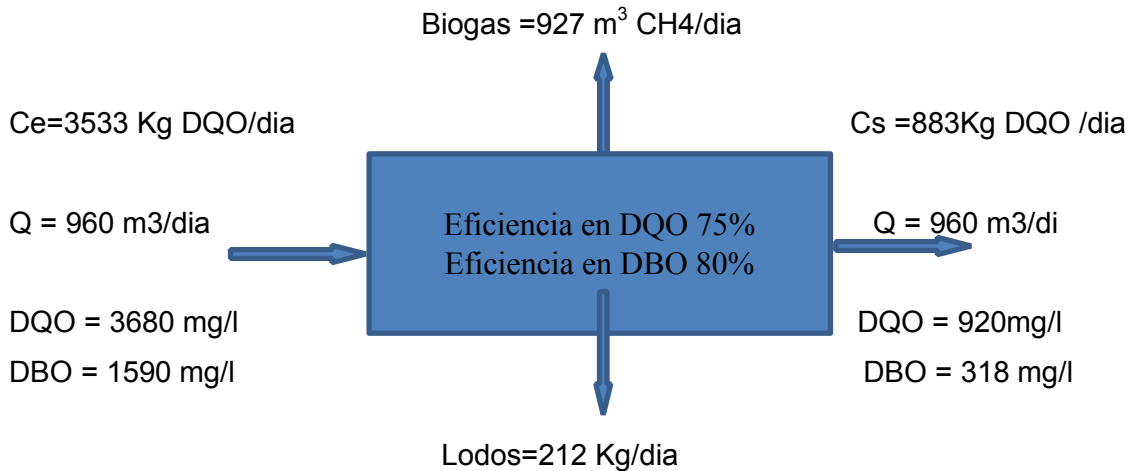 Biogas =927 m³ CH4/dia
Ce=3533 Kg DQO/dia
Cs =883Kg DQO /dia
Q = 960 m3/dia
Eficiencia en DQO 75%
Eficiencia en DBO 80%
Q = 960 m3/di
DQO = 3680 mg/l
DQO = 920mg/l
DBO = 1590 mg/l
DBO = 318 mg/l
Lodos=212 Kg/dia